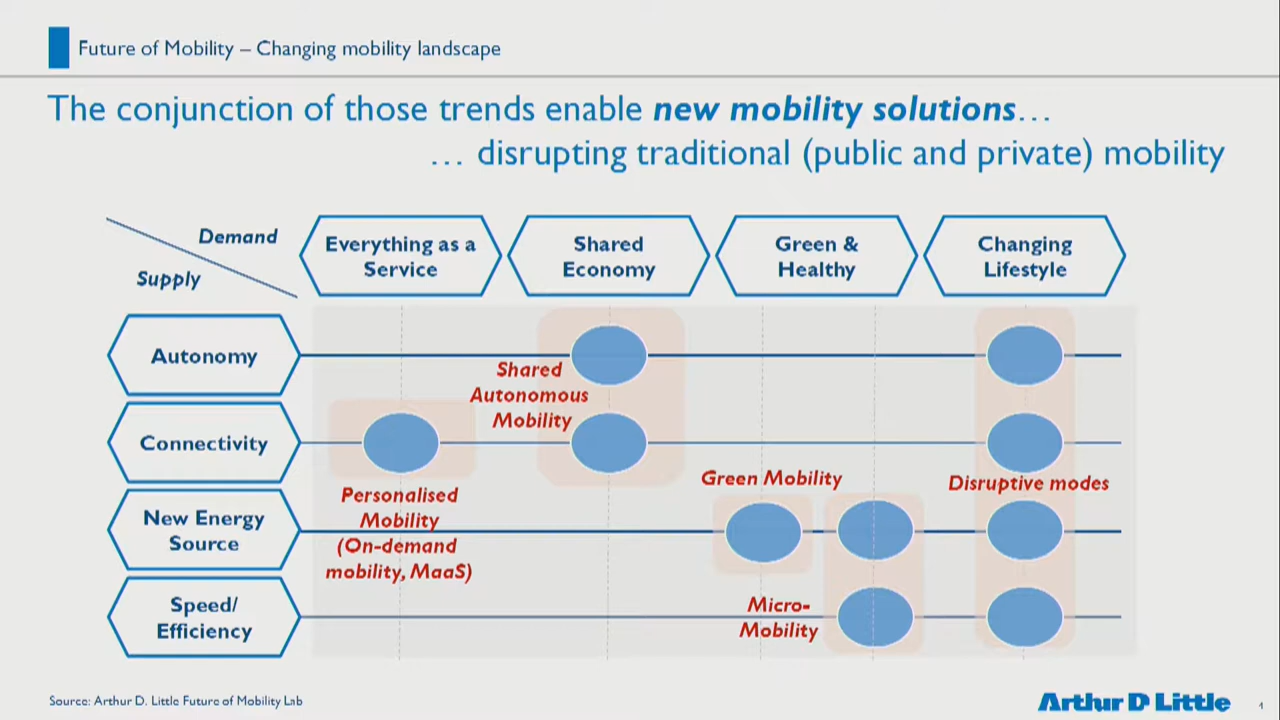 Future of Mobility – Changing mobility landscape
The conjunction of those trends enable new mobility solutions…
… disrupting traditional (public and private) mobility
Demand
Supply
Everything as a
Service
Shared
Economy
Green &
Healthy
Changing
Lifestyle
Autonomy
Shared
Autonomous
Mobility
Connectivity
Green Mobility
Disruptive modes
Personalised
Mobility
(On-demand
mobility, MaaS)
New Energy
Source
Speed/
Efficiency
Micro-
Mobility
Source: Arthur D. Little Future of Mobility Lab
Arthur D Little
4